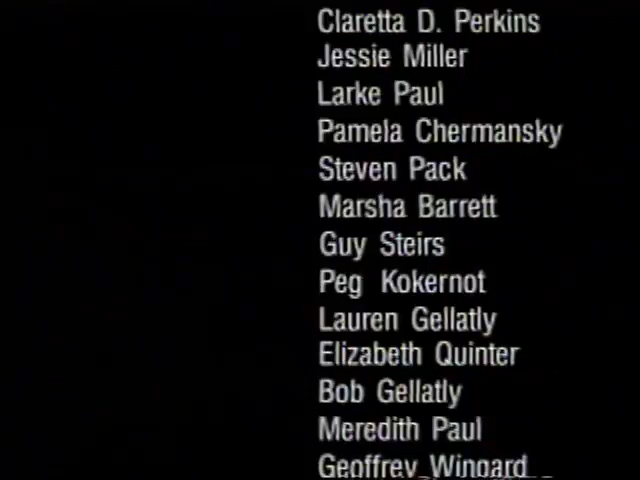 Claretta D. Perkins
Jessie Miller
Larke Paul
Pamela Chermansky
Steven Pack
Marsha Barrett
Guy Steirs
Peg Kokernot
Lauren Gellatly
Elizabeth Quinter
Bob Gellatly
Meredith Paul
Geoffrey Wingard